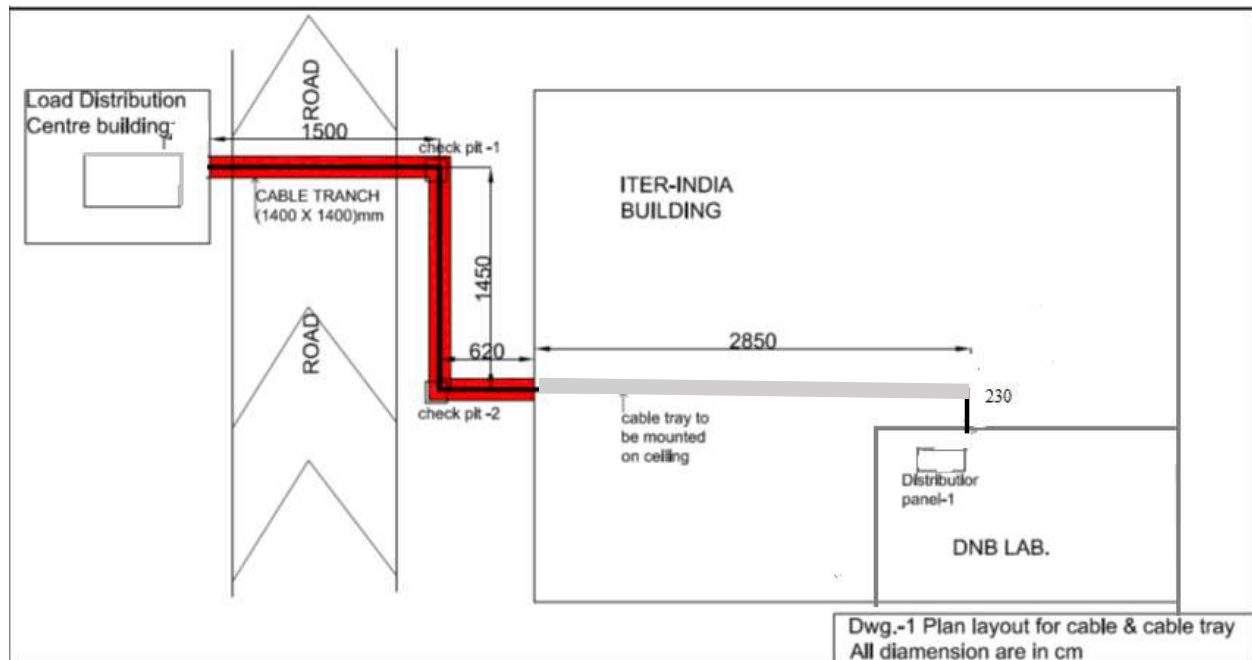 Load Distribution
Centre building
ROAD
1500
check pit -1
CABLE TRANCH
(1400 X 1400)mm
ITER-INDIA
BUILDING
1450
ROAD
620
2850
230
check pit -2
cable tray to
be mounted
on ceiling
Distributior
panel-1
DNB LAB.
Dwg.-1 Plan layout for cable & cable tray
All diamension are in cm